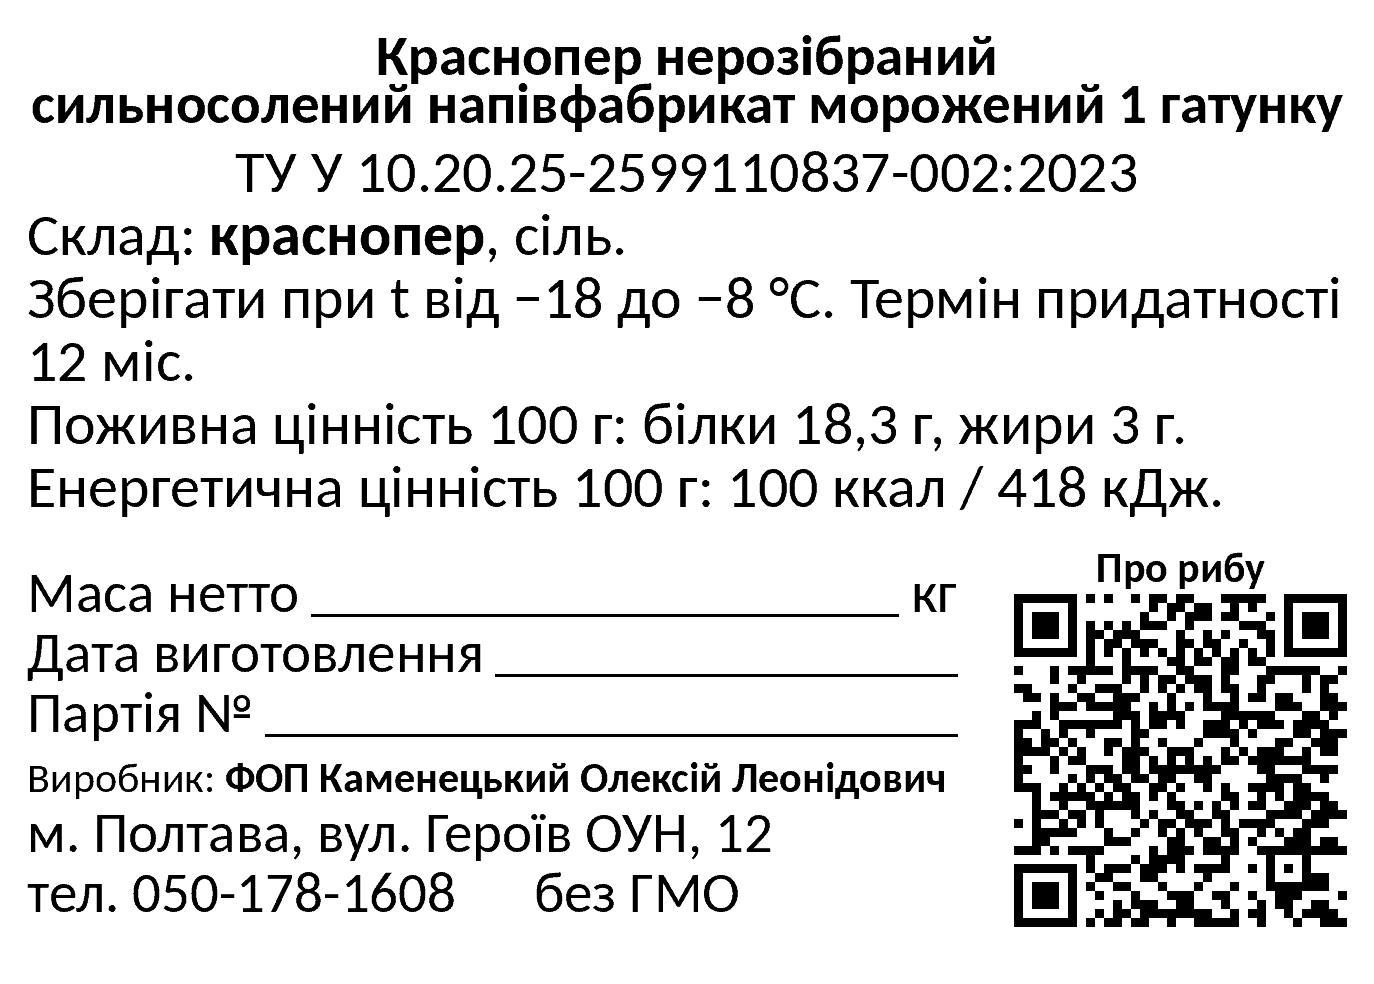 Краснопер нерозібраний
сильносолений напівфабрикат морожений 1 гатунку
ТУ У 10.20.25-2599110837-002:2023
Склад: краснопер, сіль.
Зберігати при t від −18 до −8 °С. Термін придатності
12 міс.
Поживна цінність 100 г: білки 18,3 г, жири 3 г.
Енергетична цінність 100 г: 100 ккал / 418 кДж.
Про рибу
Маса нетто ____________________ кг
Дата виготовлення ________________
Партія № ________________________
Виробник: ФОП Каменецький Олексій Леонідович
м. Полтава, вул. Героїв ОУН, 12
тел. 050-178-1608 без ГМО